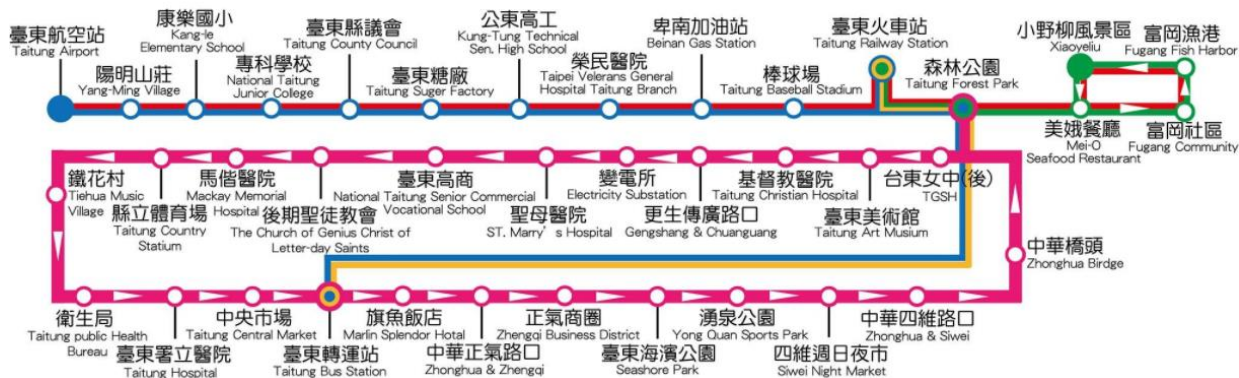 臺東航空站
Taitung Airport
陽明山莊
Yang-Ming Village
康樂國小
Kang-le
Elementary School
專科學校
National Taitung
Junior College
臺東縣議會
Taitung County Council
臺東糖廠
Taitung Suger Factory
公東高工
Kung-Tung Technical
Sen. High School
榮民醫院
Taipei Velerans General
Hospital Taitung Branch
卑南加油站
Beinan Gas Station
棒球場
Taitung Baseball Stadium
臺東火車站
Taitung Railway Station
森林公園
Taitung Forest Park
小野柳風景區
Xiaoyeliu
富岡漁港
Fugang Fish Harbor
美娥餐廳
Mei-O
Seafood Restaurant
富岡社區
Fugang Community
鐵花村
Tiehua Music
Village
縣立體育場
Taitung Country
Statium
馬偕醫院
Mackay Memorial
Hospital
後期聖徒教會
The Church of Genius Christ of
Letter-day Saints
臺東高商
National Taitung Senior Commercial
Vocational School
聖母醫院
ST. Marry's Hospital
變電所
Electricity Substation
更生傳廣路口
Gengshang & Chuanguang
基督教醫院
Taitung Christian Hospital
臺東美術館
Taitung Art Musium
台東女中(後)
TGSH
中華橋頭
Zhonghua Birdge
衛生局
Taitung public Health
Bureau
臺東署立醫院
Taitung Hospital
中央市場
Taitung Central Market
臺東轉運站
Taitung Bus Station
旗魚飯店
Marlin Splendor Hotal
中華正氣路口
Zhonghua & Zhengqi
正氣商圈
Zhengqi Business District
臺東海濱公園
Seashore Park
湧泉公園
Yong Quan Sports Park
四維週日夜市
Siwei Night Market
中華四維路口
Zhonghua & Siwei